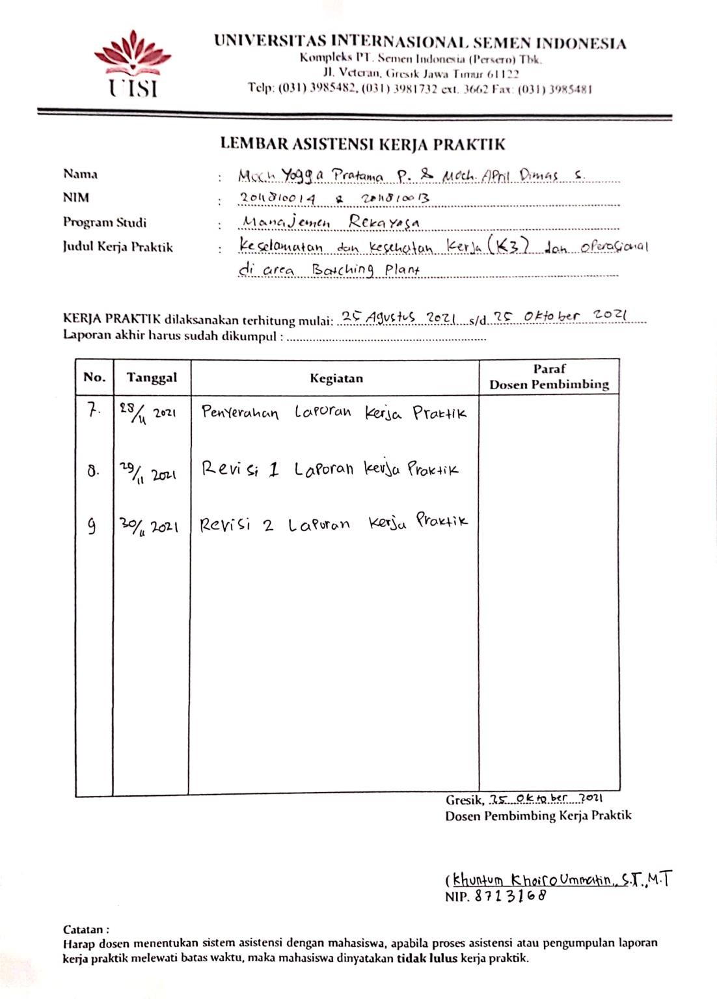 UISI
UNIVERSITAS INTERNASIONAL SEMEN INDONESIA
Kompleks PT. Semen Indonesia (Persero) Tbk.
Jl. Veteran, Gresik Jawa Timur 61122
Telp: (031) 3985482, (031) 3981732 ext. 3662 Fax: (031) 3985481
LEMBAR ASISTENSI KERJA PRAKTIK
Nama : Moch Yogga Pratama P. & Moch. April Dimas S.
NIM : 2011810014 & 2011810013
Program Studi : Manajemen Rekayasa
Judul Kerja Praktik : Keselamatan dan Kesehatan Kerja (K3) dan Operasional
di area Batching Plant
KERJA PRAKTIK dilaksanakan terhitung mulai: 25 Agustus 2021 s/d 25 Oktober 2021
Laporan akhir harus sudah dikumpul :
No. Tanggal Kegiatan Paraf
Dosen Pembimbing
7. 28/11 2021 Penyerahan Laporan Kerja Praktik
8. 29/11 2021 Revisi 1 Laporan Kerja Praktik
9 30/11 2021 Revisi 2 Laporan Kerja Praktik
Gresik, 25 Oktober 2021
Dosen Pembimbing Kerja Praktik
(Khuntum Khoiro Ummatin, S.T., M.T
NIP. 8713168
Catatan :
Harap dosen menentukan sistem asistensi dengan mahasiswa, apabila proses asistensi atau pengumpulan laporan
kerja praktik melewati batas waktu, maka mahasiswa dinyatakan tidak lulus kerja praktik.